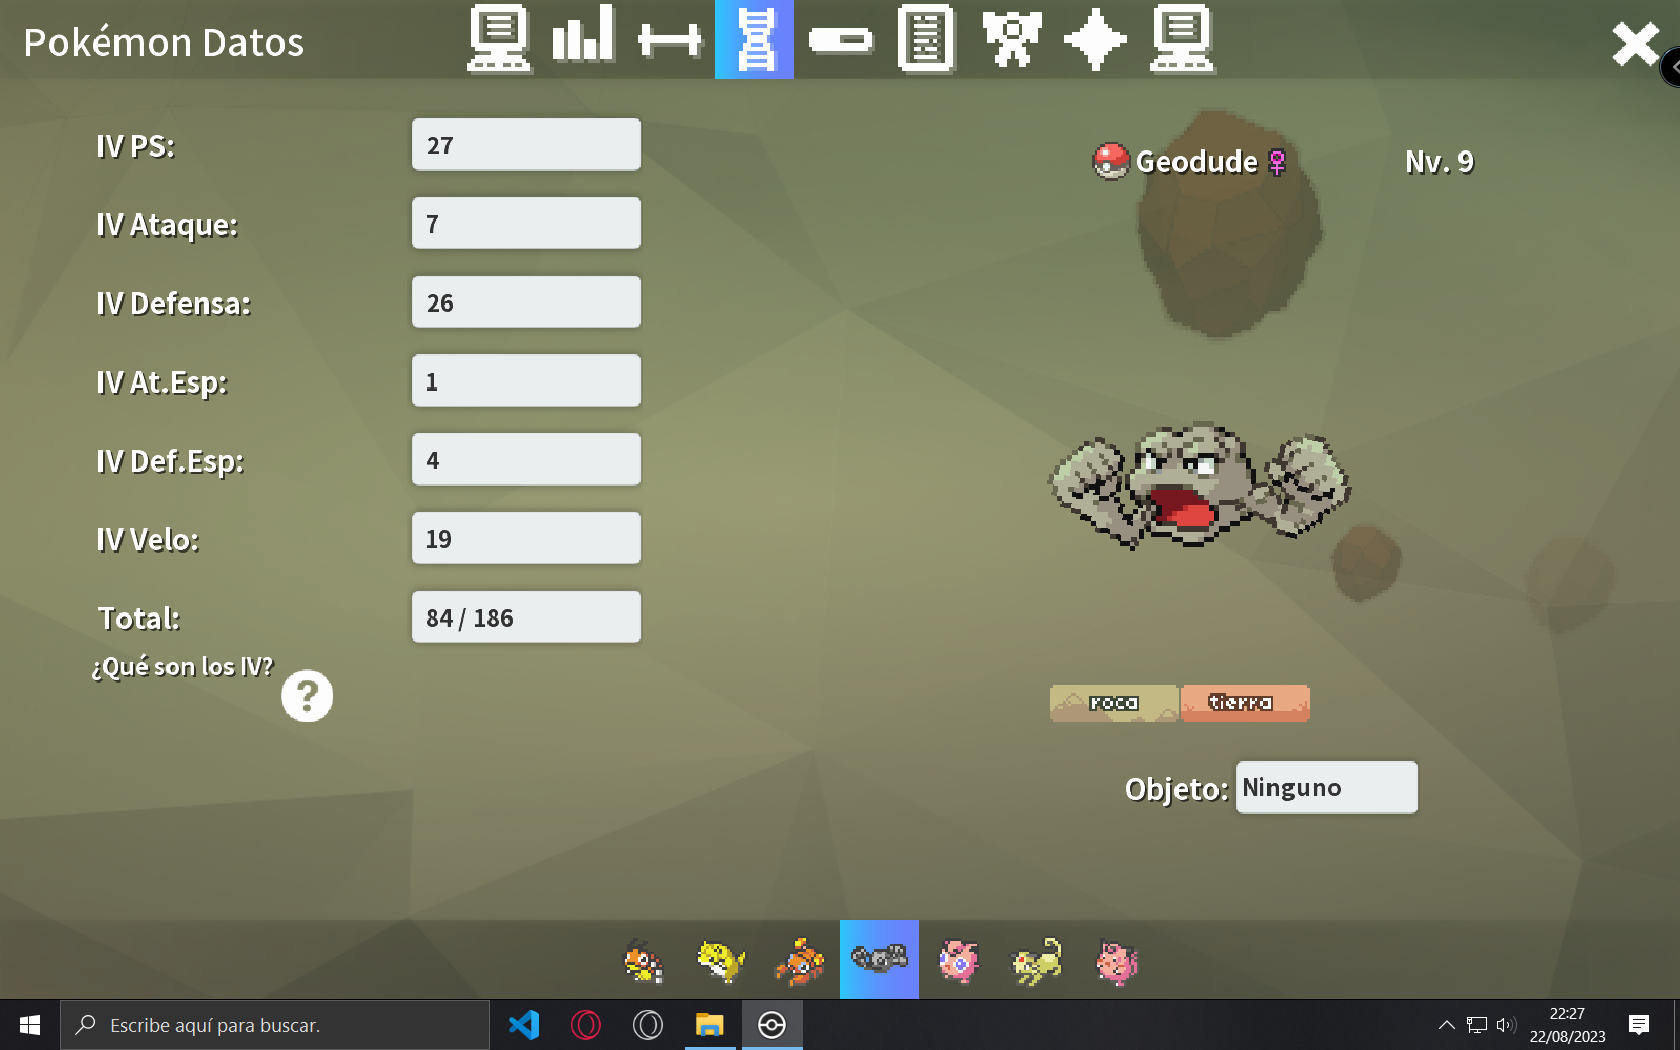 Pokémon Datos
IV PS: 27
Geodude ♀ Nv. 9
IV Ataque: 7
IV Defensa: 26
IV At.Esp: 1
IV Def.Esp: 4
IV Velo: 19
Total: 84 / 186
¿Qué son los IV?
?
roca tierra
Objeto: Ninguno
Escribe aquí para buscar.
22:27
22/08/2023